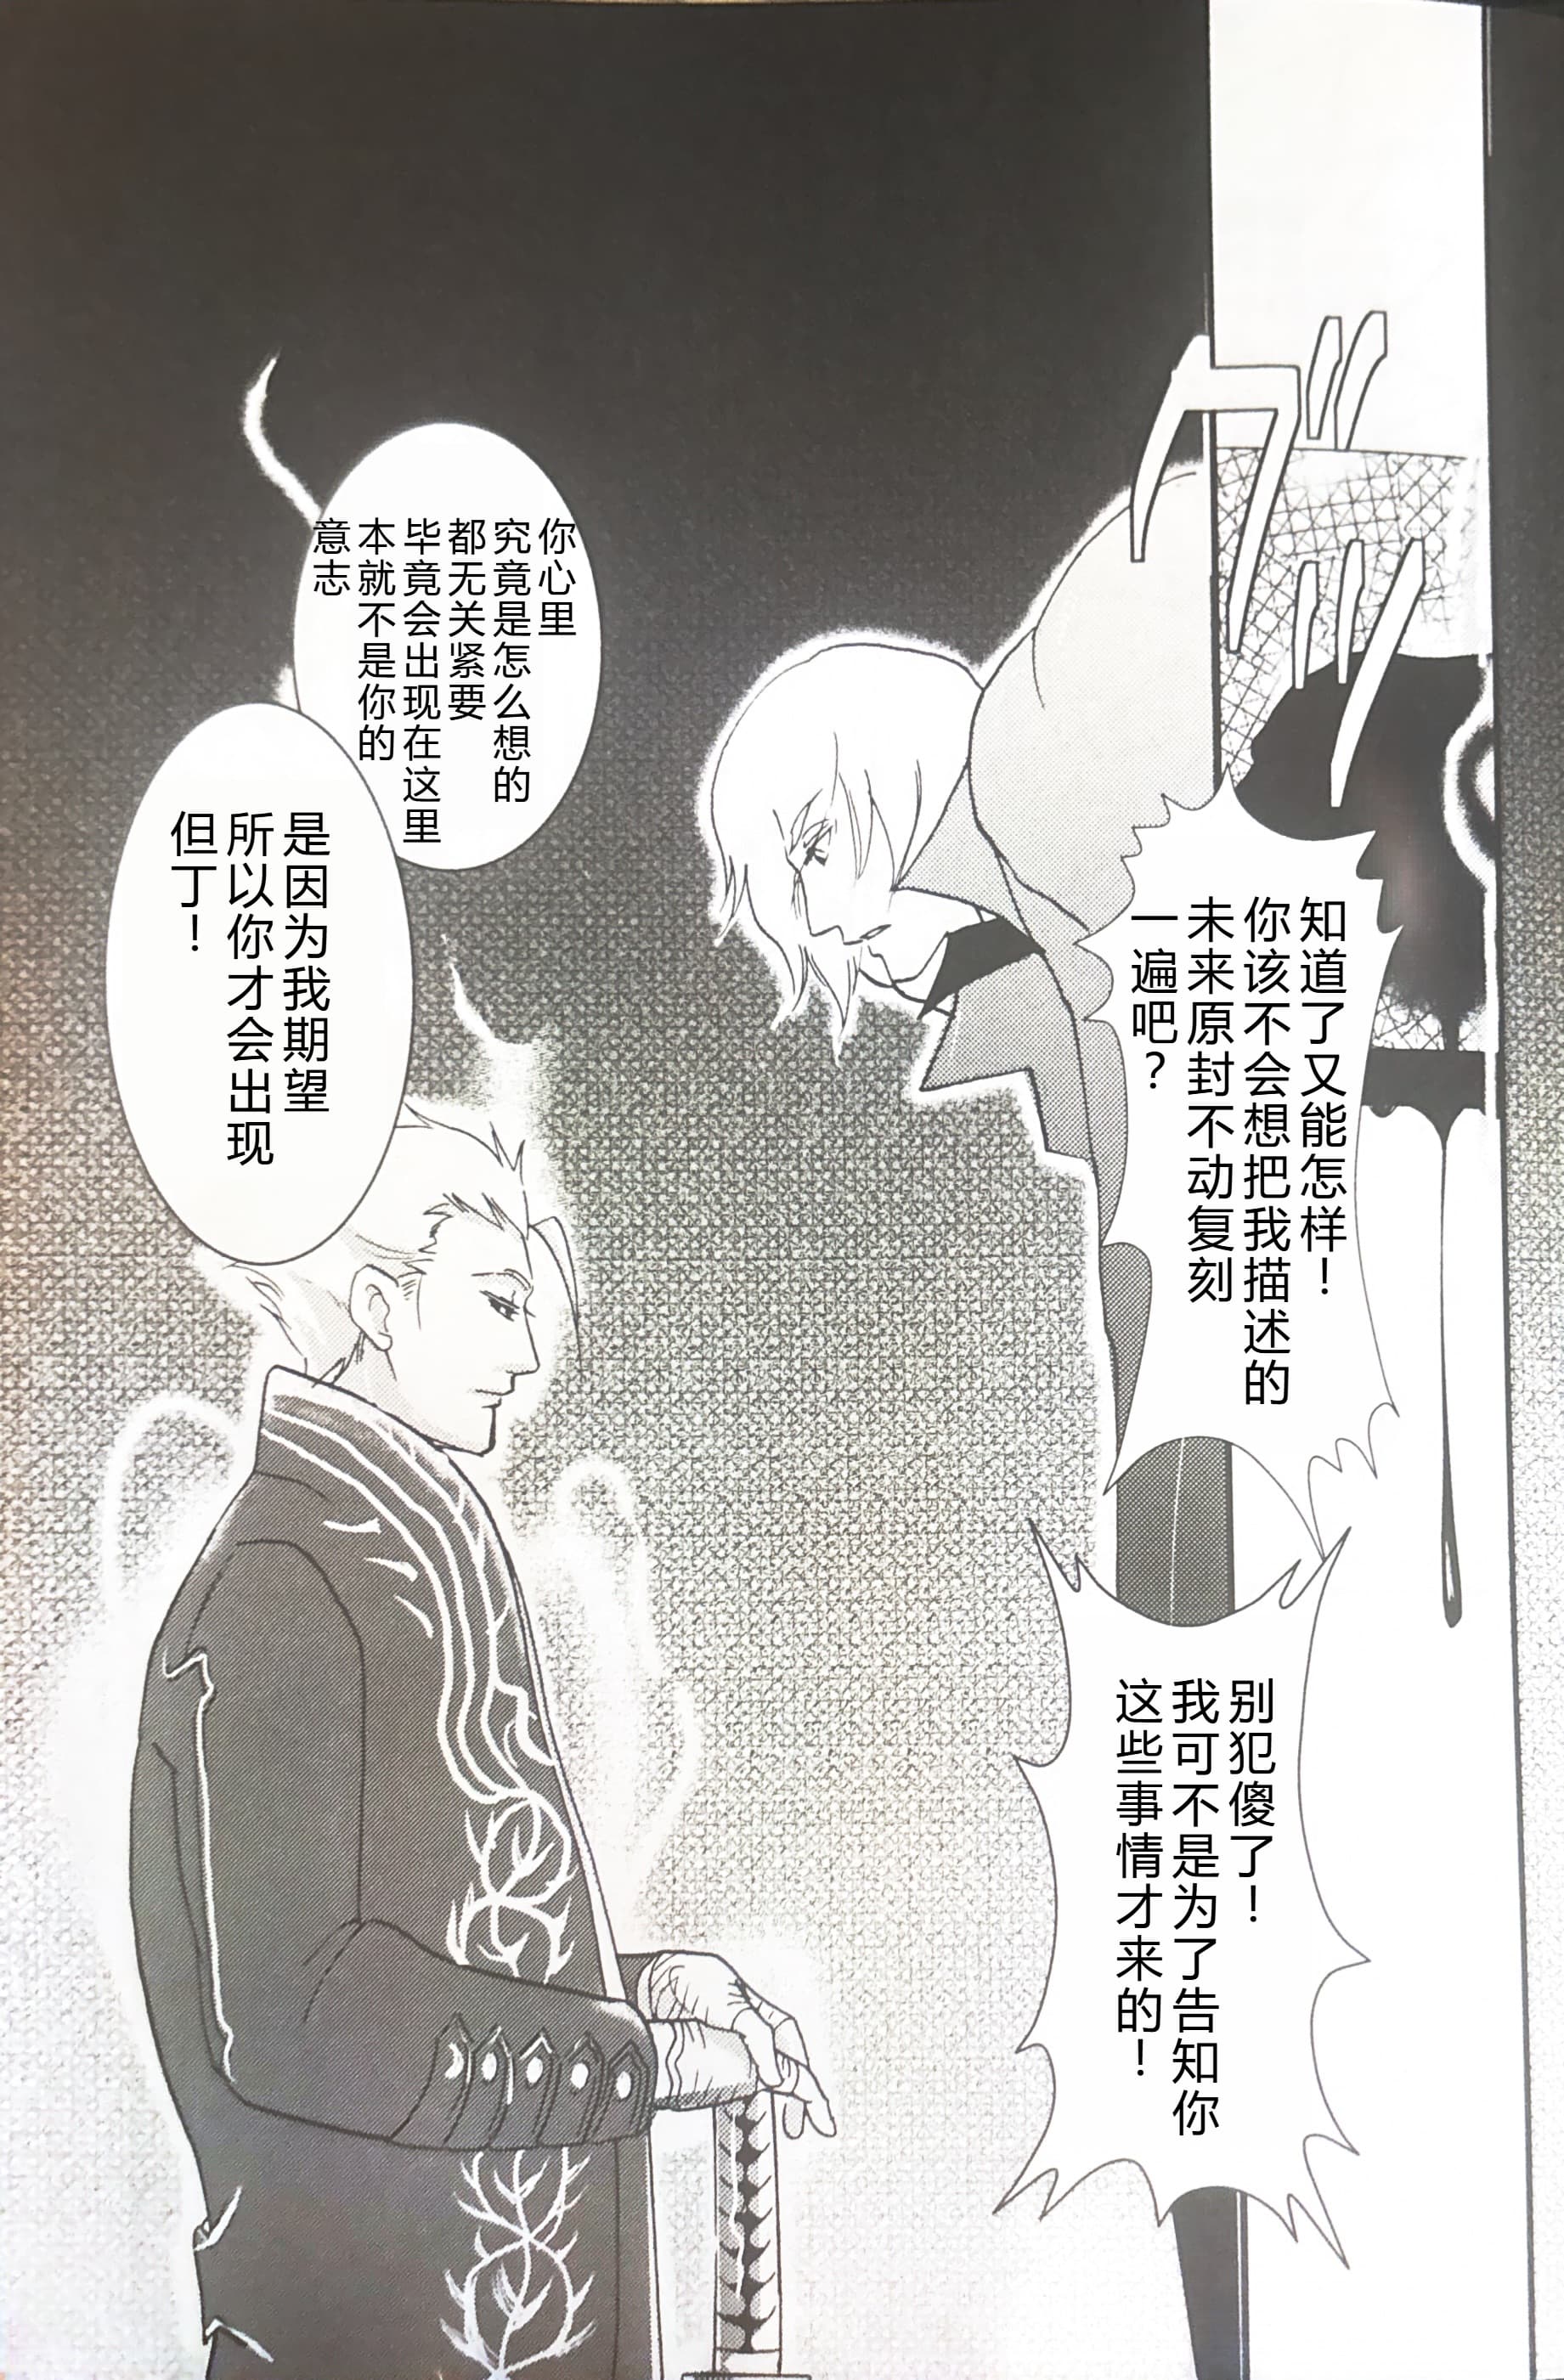 知道了又能怎样！
你该不会想把我描述的
未来原封不动复刻
一遍吧？
别犯傻了！
我可不是为了告知你
这些事情才来的！
你心里
究竟是怎么想的
都无关紧要
毕竟会出现在这里
本就不是你的
意志
是因为我期望
所以你才会出现
但丁！